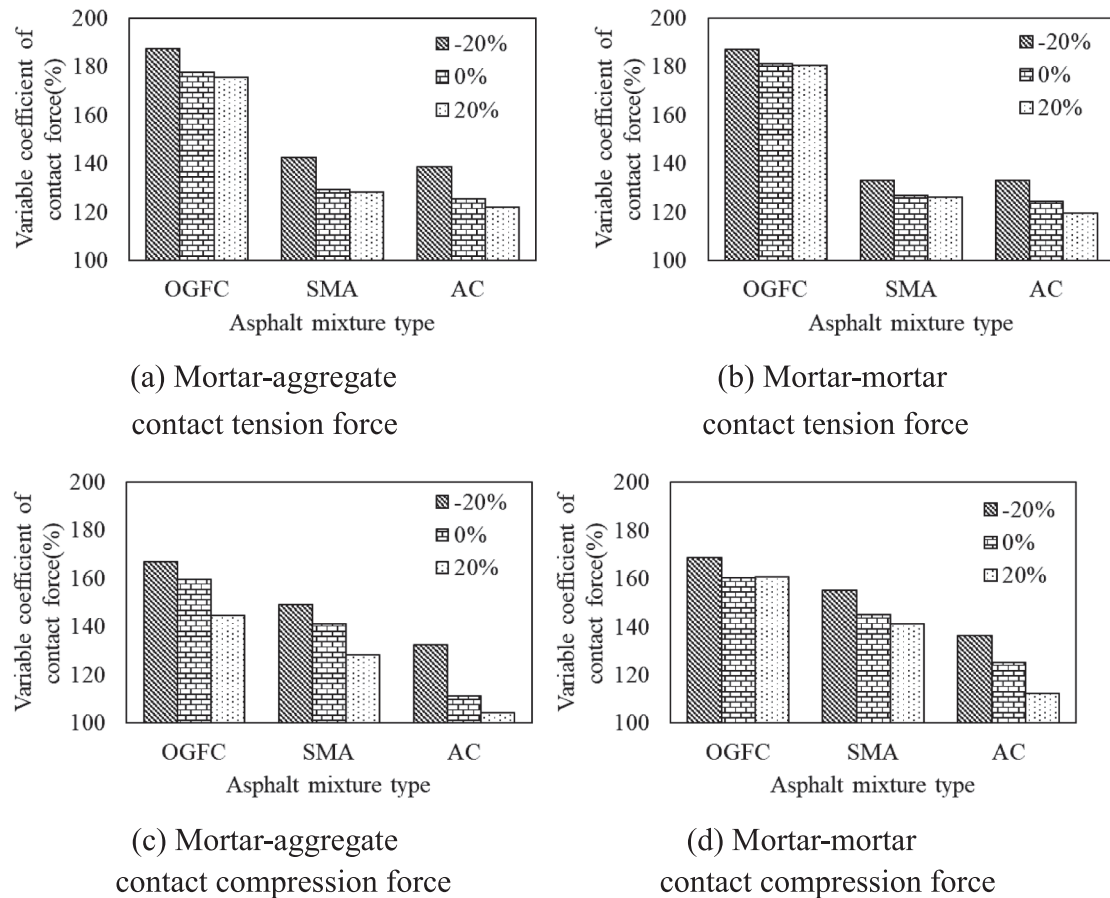 Variable coefficient of
contact force(%)
200
180
160
140
120
100
-20%
0%
20%
OGFC SMA AC
Asphalt mixture type
(a) Mortar-aggregate
contact tension force
Variable coefficient of
contact force(%)
200
180
160
140
120
100
-20%
0%
20%
OGFC SMA AC
Asphalt mixture type
(b) Mortar-mortar
contact tension force
Variable coefficient of
contact force(%)
200
180
160
140
120
100
-20%
0%
20%
OGFC SMA AC
Asphalt mixture type
(c) Mortar-aggregate
contact compression force
Variable coefficient of
contact force(%)
200
180
160
140
120
100
-20%
0%
20%
OGFC SMA AC
Asphalt mixture type
(d) Mortar-mortar
contact compression force